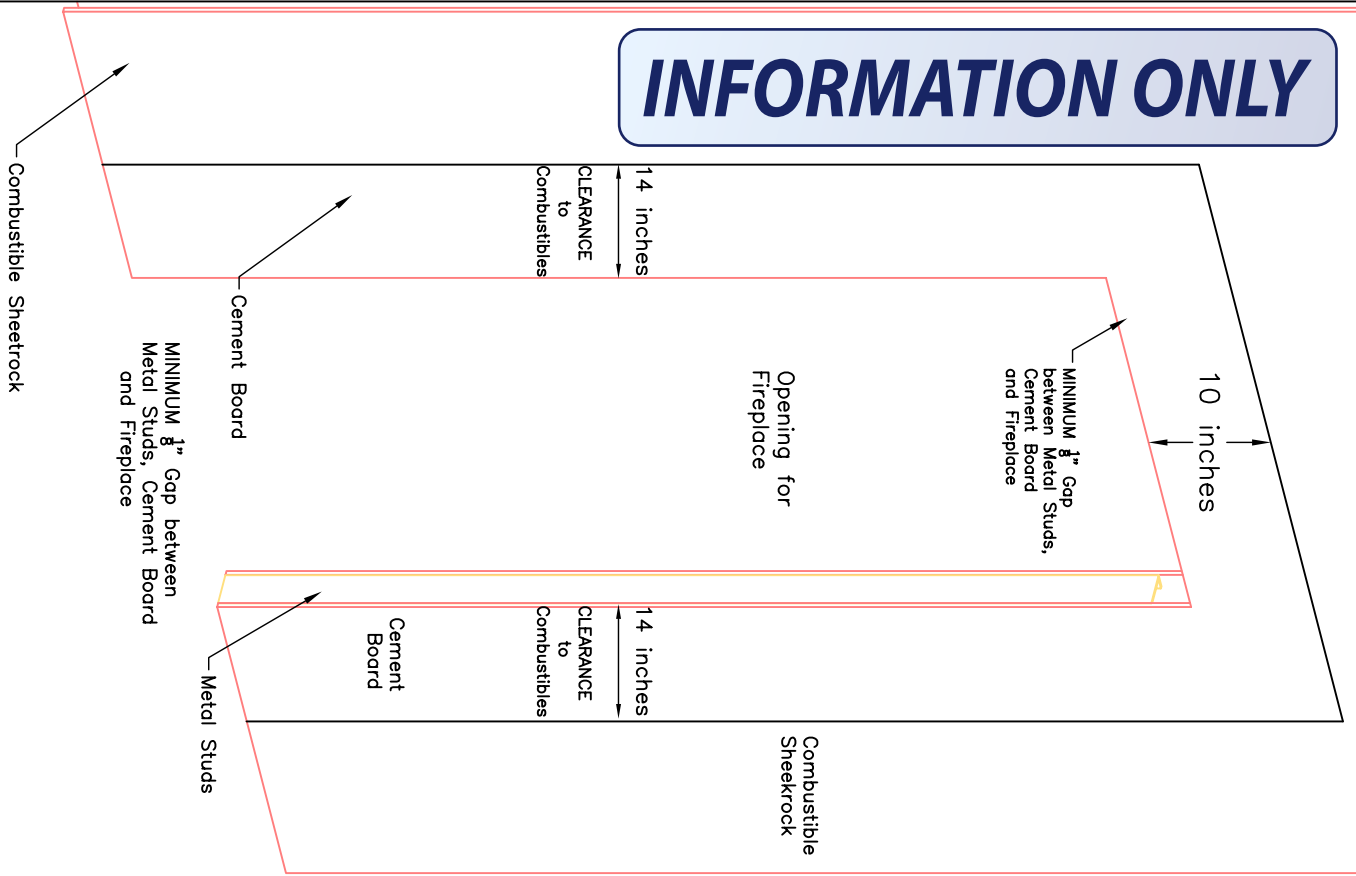 INFORMATION ONLY
14 inches
CLEARANCE
to
Combustibles
10 inches
MINIMUM 1/8" Gap
between Metal Studs,
Cement Board
and Fireplace
Opening for
Fireplace
Combustible Sheetrock
Cement Board
MINIMUM 1/8" Gap between
Metal Studs, Cement Board
and Fireplace
14 inches
CLEARANCE
to
Combustibles
Cement
Board
Metal Studs
Combustible
Sheekrock